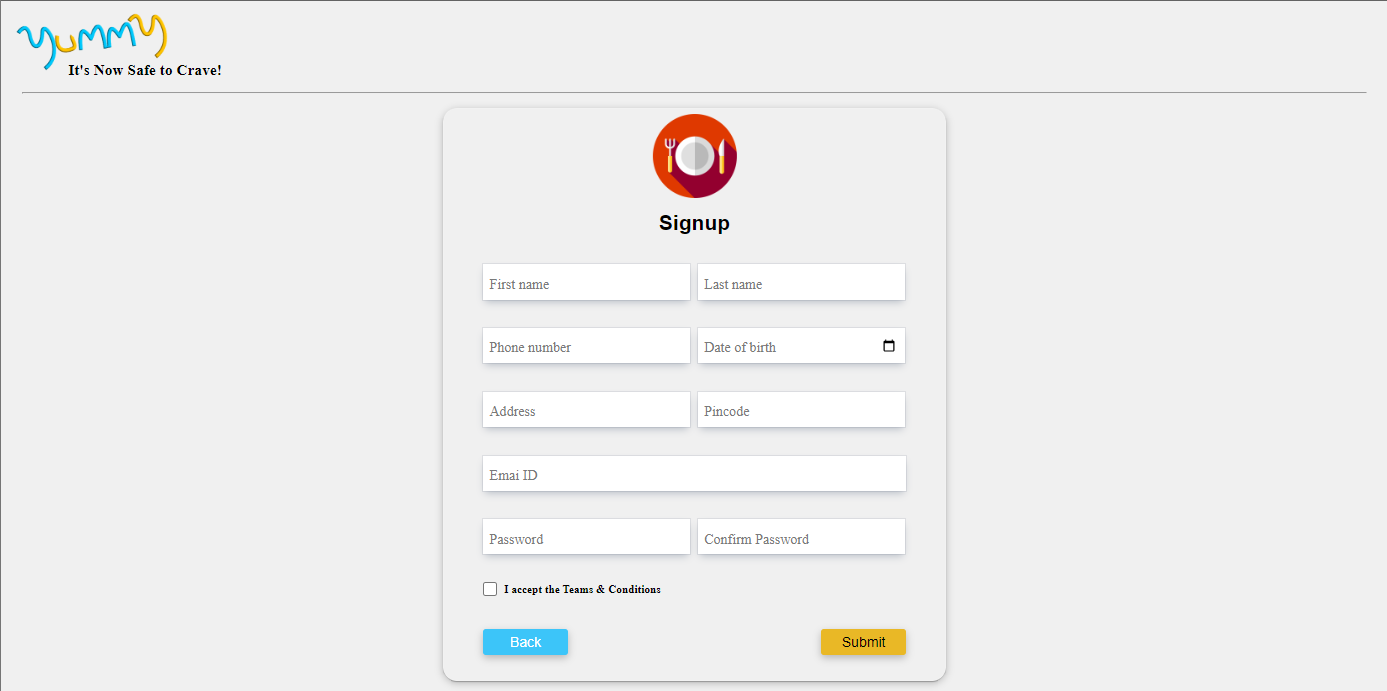 yummy
It's Now Safe to Crave!
Signup
First name Last name
Phone number Date of birth
Address Pincode
Emai ID
Password Confirm Password
I accept the Teams & Conditions
Back Submit